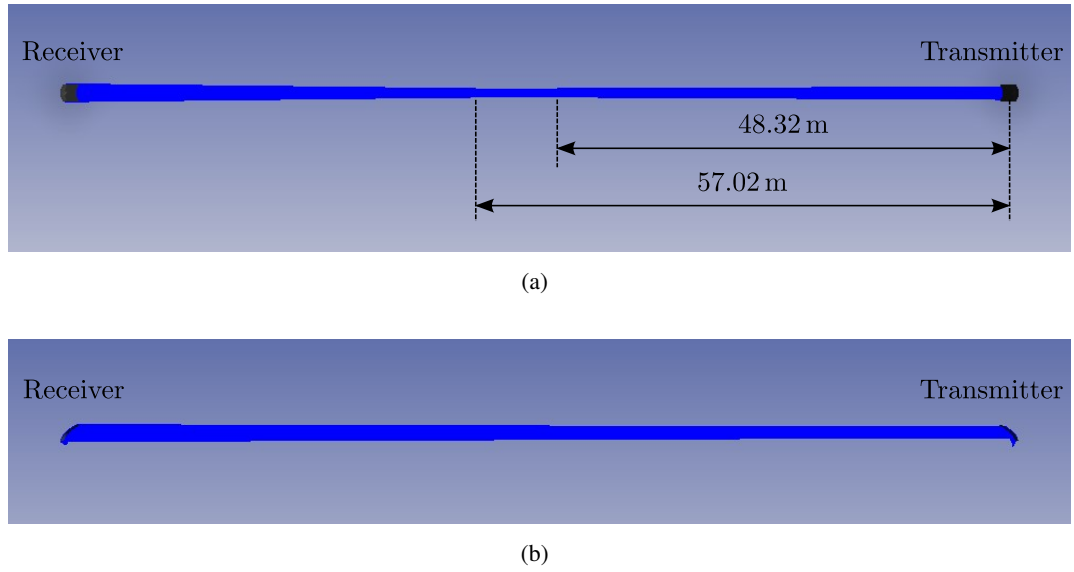 Receiver
Transmitter
48.32 m
57.02 m
(a)
Receiver
Transmitter
(b)